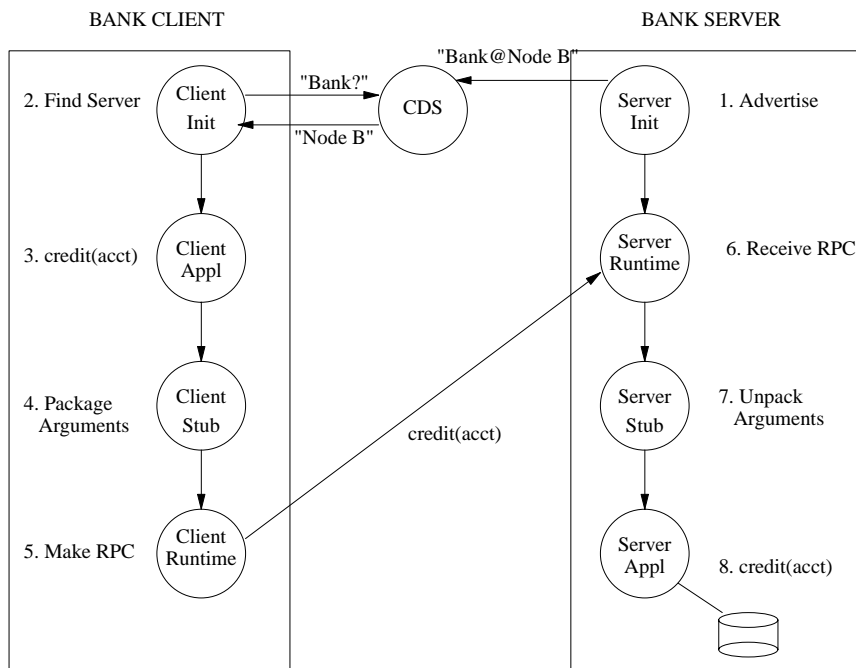 BANK CLIENT
BANK SERVER
2. Find Server
Client
Init
"Bank?"
"Node B"
CDS
"Bank@Node B"
Server
Init
1. Advertise
3. credit(acct)
Client
Appl
Server
Runtime
6. Receive RPC
4. Package
Arguments
Client
Stub
credit(acct)
Server
Stub
7. Unpack
Arguments
5. Make RPC
Client
Runtime
Server
Appl
8. credit(acct)